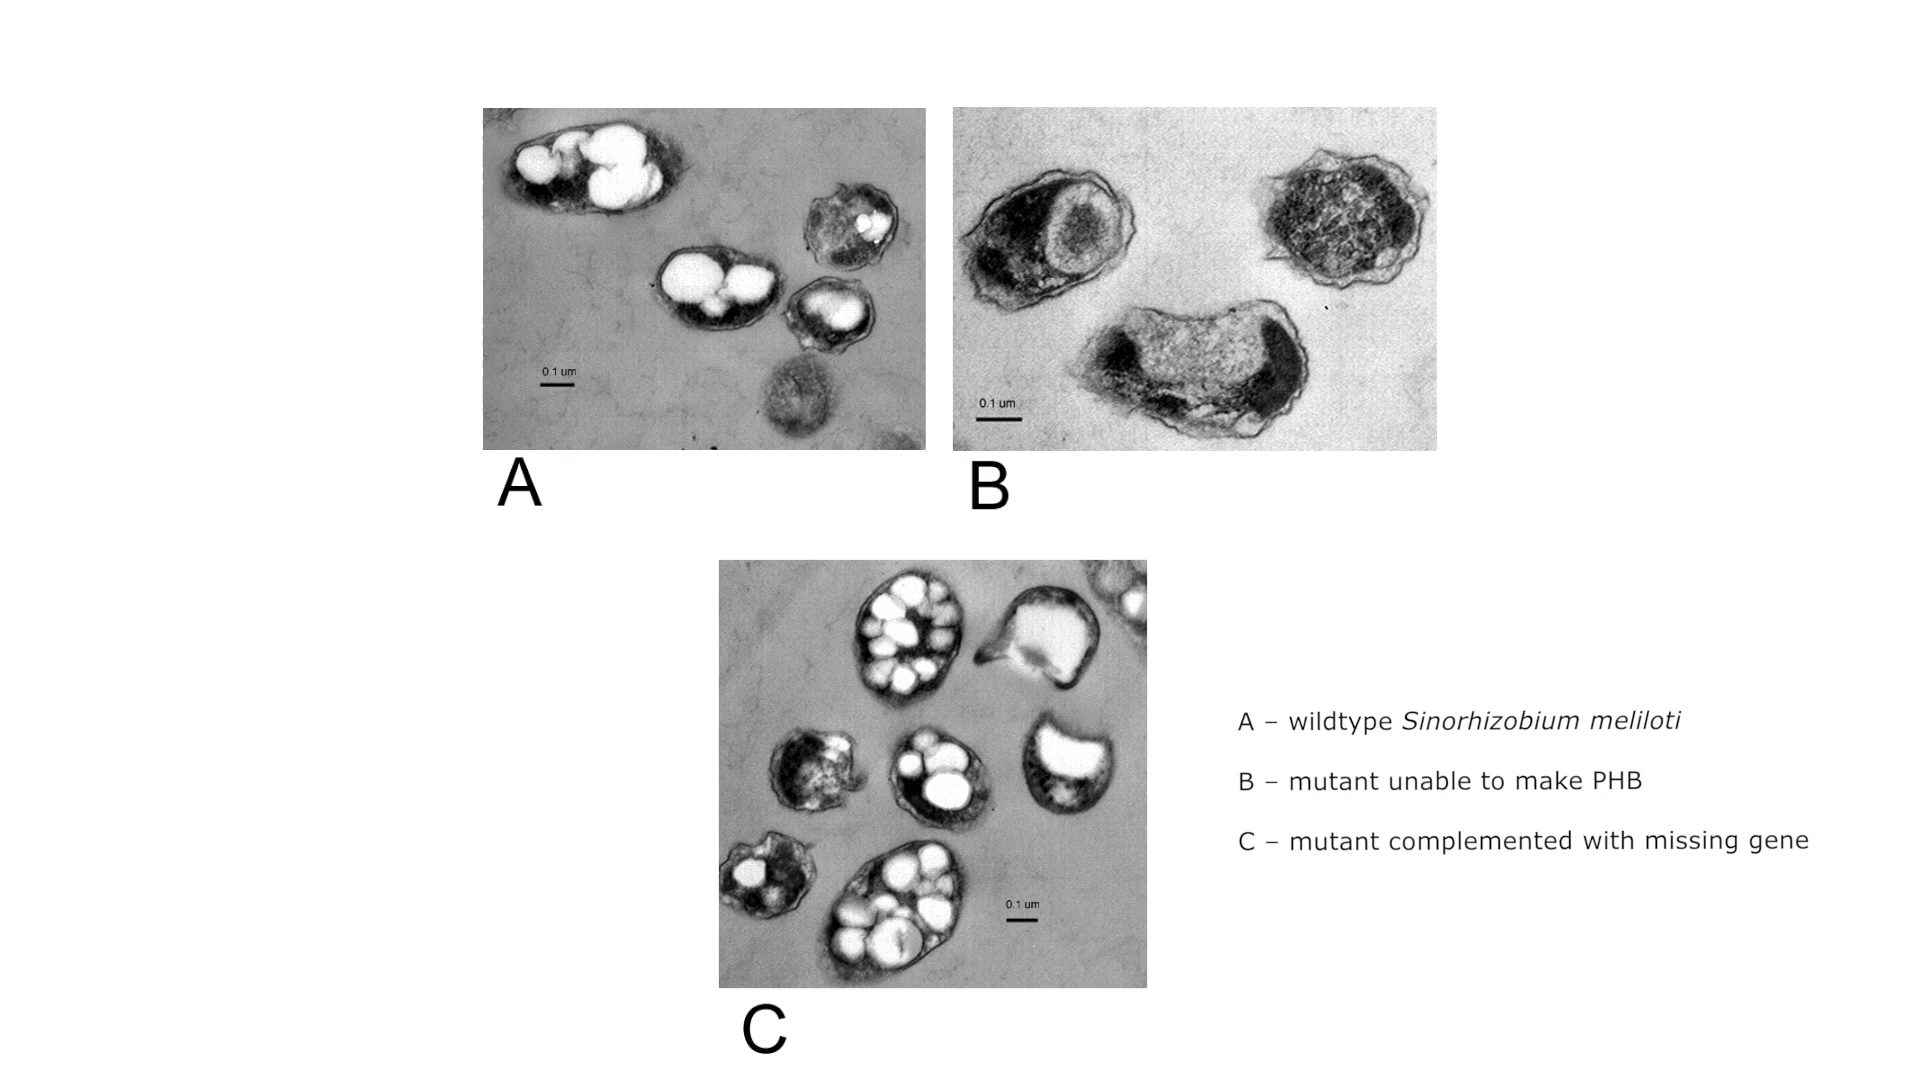 0.1 um
A
0.1 um
B
0.1 um
C
A – wildtype Sinorhizobium meliloti
B – mutant unable to make PHB
C – mutant complemented with missing gene